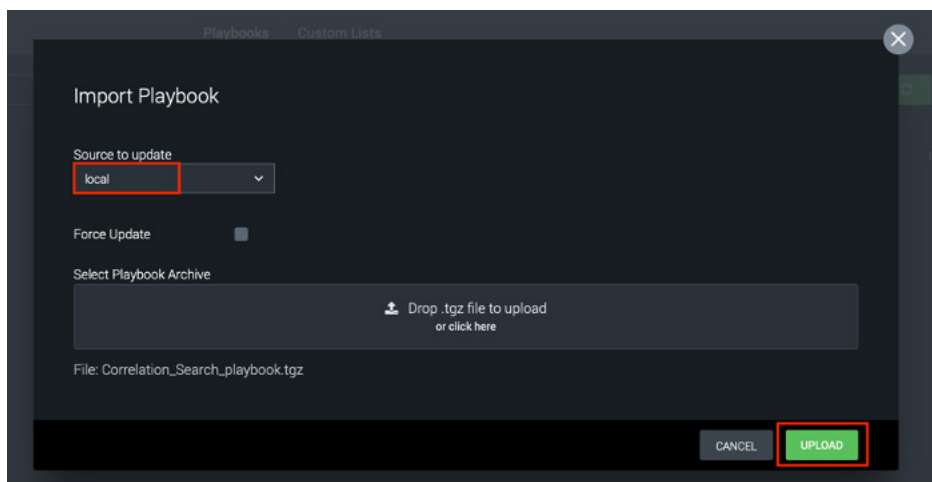 Playbooks Custom Lists
Import Playbook
Source to update
local
Force Update
Select Playbook Archive
Drop .tgz file to upload
or click here
File: Correlation_Search_playbook.tgz
CANCEL UPLOAD